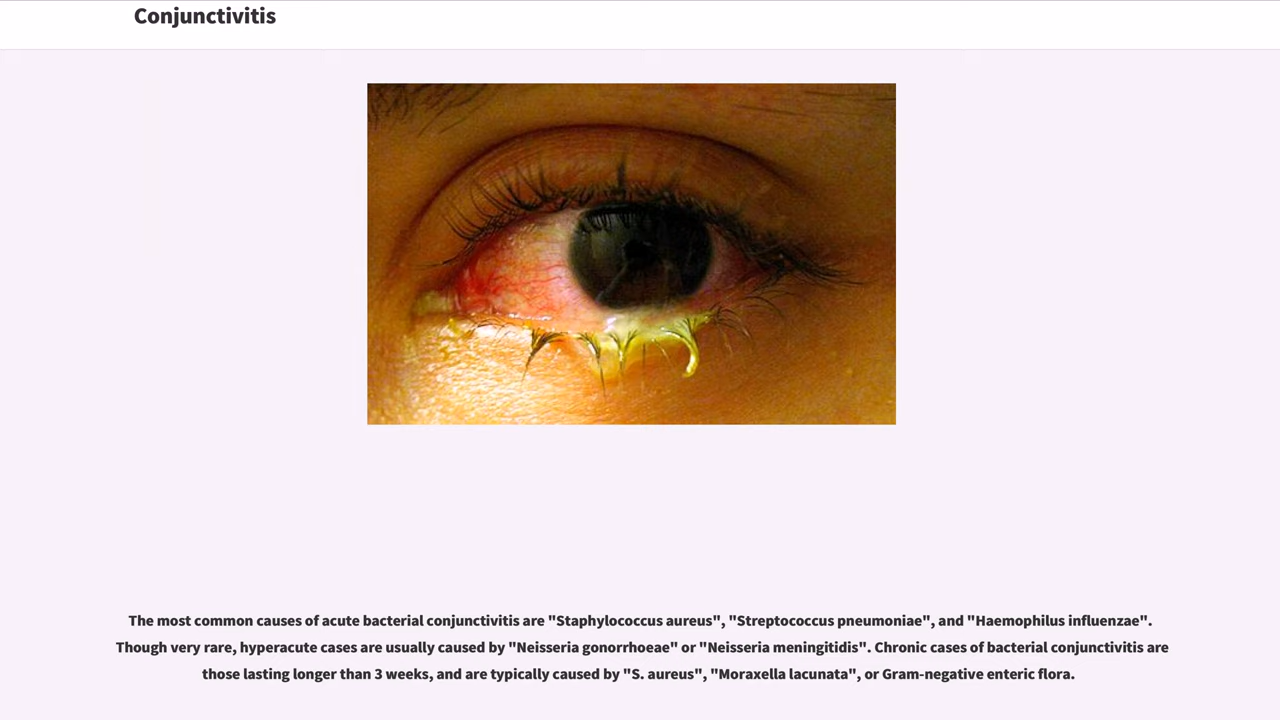 Conjunctivitis
The most common causes of acute bacterial conjunctivitis are "Staphylococcus aureus", "Streptococcus pneumoniae", and "Haemophilus influenzae".
Though very rare, hyperacute cases are usually caused by "Neisseria gonorrhoeae" or "Neisseria meningitidis". Chronic cases of bacterial conjunctivitis are
those lasting longer than 3 weeks, and are typically caused by "S. aureus", "Moraxella lacunata", or Gram-negative enteric flora.